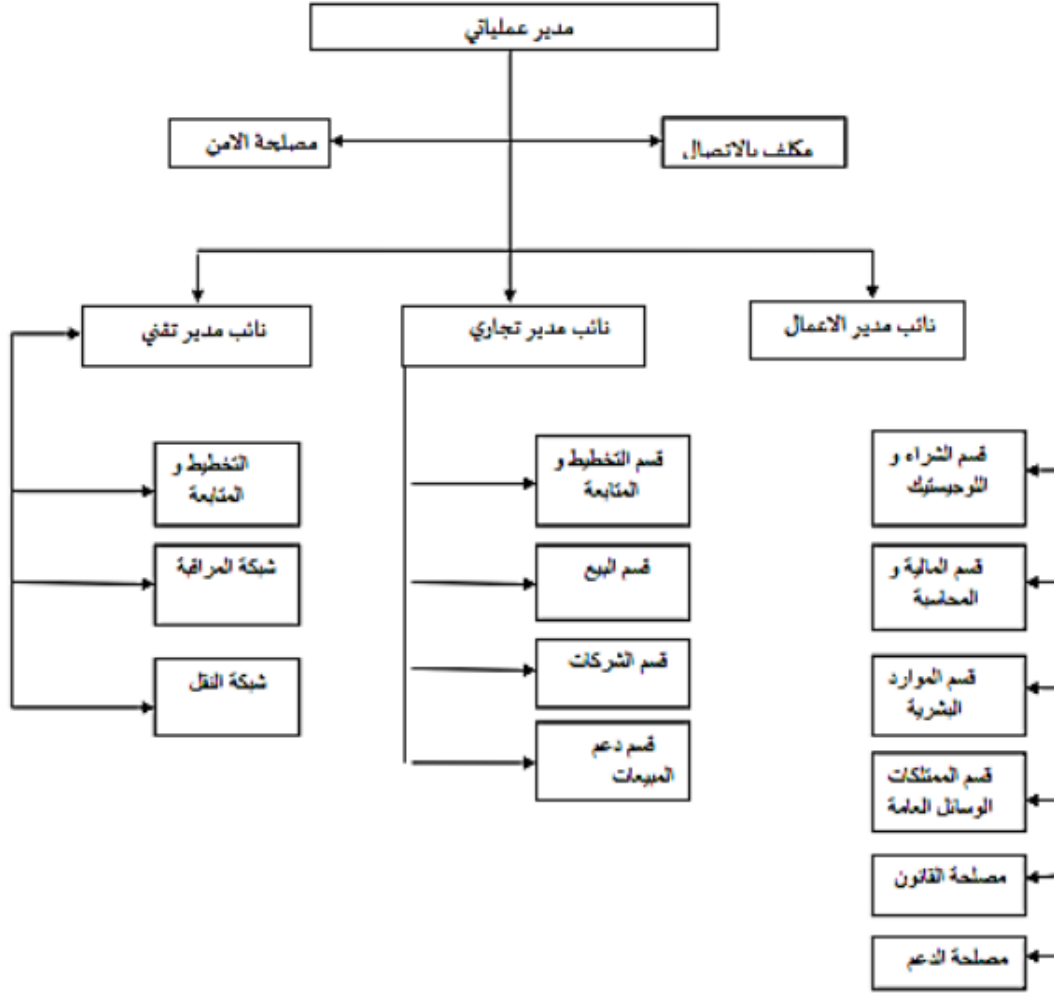 مدير عملياتي
مكلف بالاتصال
مصلحة الامن
نائب مدير الاعمال
نائب مدير تجاري
نائب مدير تقني
قسم الشراء و
اللوجيستيك
قسم المالية و
المحاسبة
قسم الموارد
البشرية
قسم الممتلكات
الوسائل العامة
مصلحة القانون
مصلحة الدعم
قسم التخطيط و
المتابعة
قسم البيع
قسم الشركات
قسم دعم
المبيعات
التخطيط و
المتابعة
شبكة المراقبة
شبكة النقل